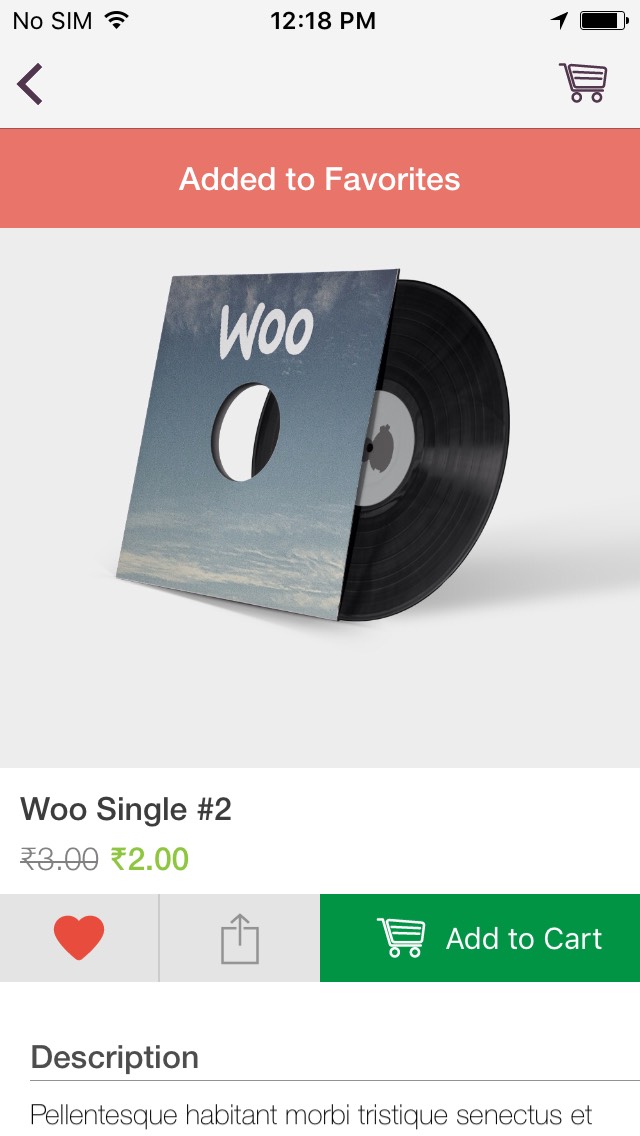 No SIM 12:18 PM
Added to Favorites
Woo
Woo Single #2
₹3.00 ₹2.00
Add to Cart
Description
Pellentesque habitant morbi tristique senectus et